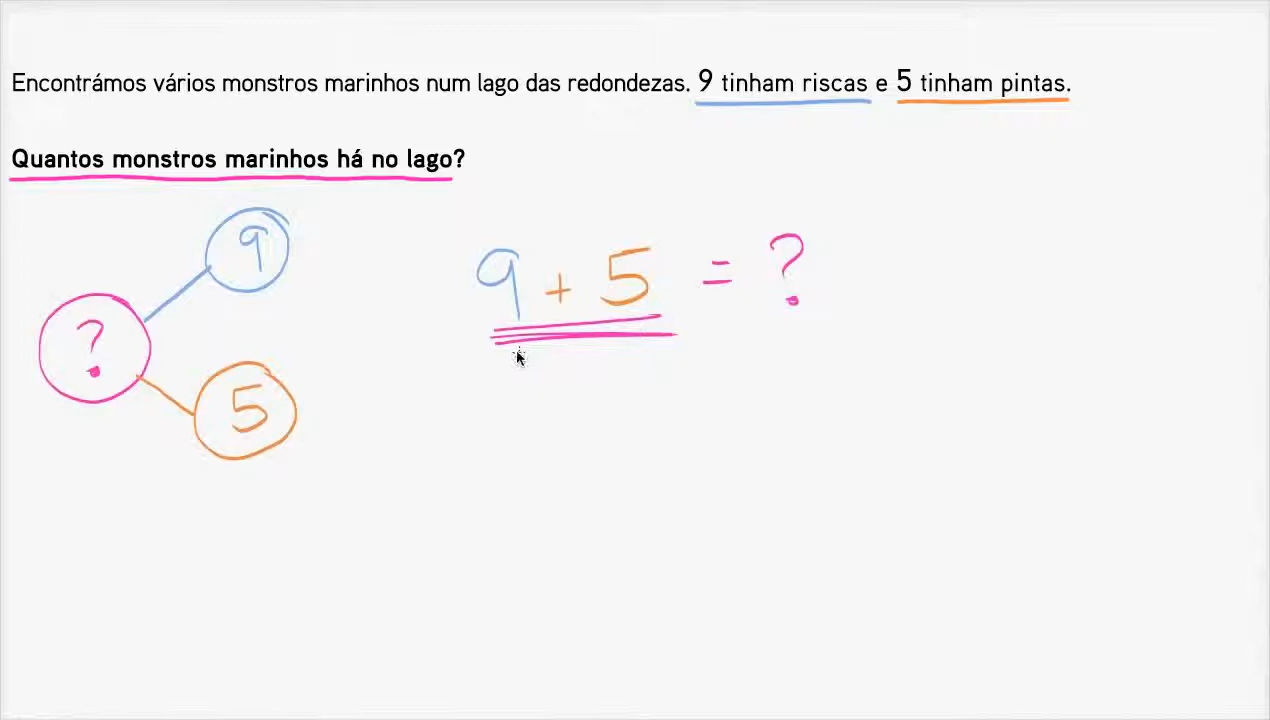 Encontrámos vários monstros marinhos num lago das redondezas. 9 tinham riscas e 5 tinham pintas.
Quantos monstros marinhos há no lago?
9
9 + 5 = ?
?
5